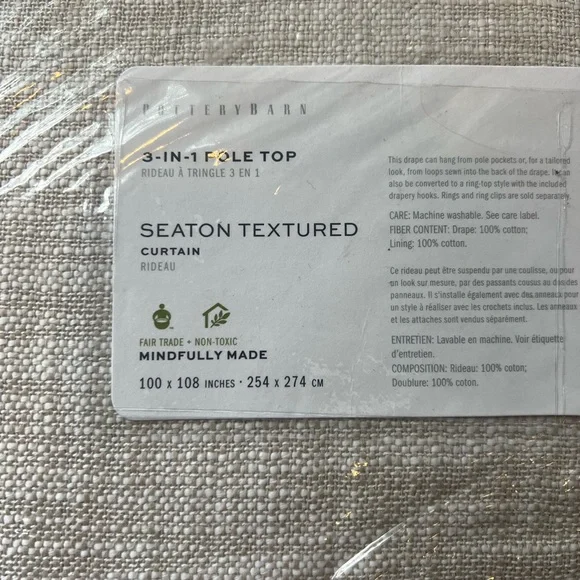 POTTERY BARN
3-IN-1 POLE TOP
RIDEAU À TRINGLE 3 EN 1
SEATON TEXTURED
CURTAIN
RIDEAU
FAIR TRADE • NON-TOXIC
MINDFULLY MADE
100 X 108 INCHES · 254 X 274 CM
This drape can hang from pole pockets or, for a tailored
look, from loops sewn into the back of the drape. It can
also be converted to a ring-top style with the included
drapery hooks. Rings and ring clips are sold separately.
CARE: Machine washable. See care label.
FIBER CONTENT: Drape: 100% cotton;
Lining: 100% cotton.
Ce rideau peut être suspendu par une coulisse, ou pour
un look sur mesure, par des passants cousus au dos des
panneaux. Il s'installe également avec des anneaux pour
un style à réaliser avec les crochets inclus. Les anneaux
et les attaches sont vendus séparément.
ENTRETIEN: Lavable en machine. Voir étiquette
d'entretien.
COMPOSITION: Rideau: 100% coton;
Doublure: 100% coton.